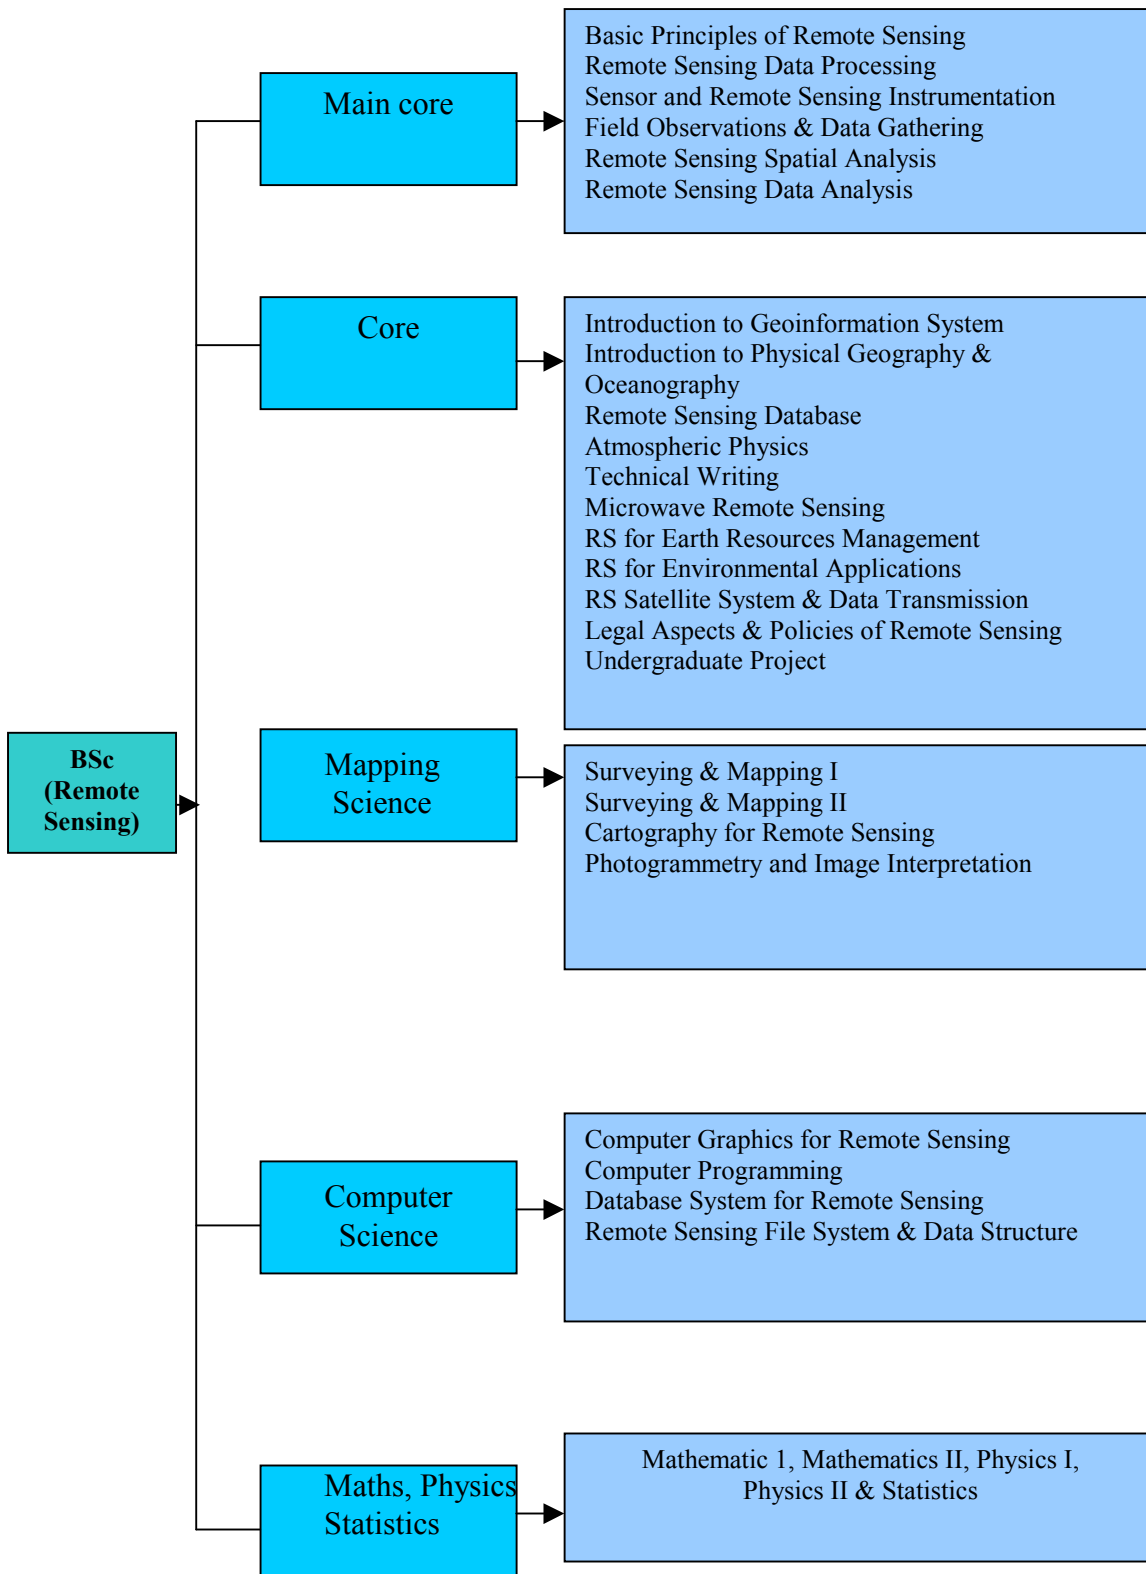 Main core
Basic Principles of Remote Sensing
Remote Sensing Data Processing
Sensor and Remote Sensing Instrumentation
Field Observations & Data Gathering
Remote Sensing Spatial Analysis
Remote Sensing Data Analysis
Core
Introduction to Geoinformation System
Introduction to Physical Geography &
Oceanography
Remote Sensing Database
Atmospheric Physics
Technical Writing
Microwave Remote Sensing
RS for Earth Resources Management
RS for Environmental Applications
RS Satellite System & Data Transmission
Legal Aspects & Policies of Remote Sensing
Undergraduate Project
BSc
(Remote
Sensing)
Mapping
Science
Surveying & Mapping I
Surveying & Mapping II
Cartography for Remote Sensing
Photogrammetry and Image Interpretation
Computer
Science
Computer Graphics for Remote Sensing
Computer Programming
Database System for Remote Sensing
Remote Sensing File System & Data Structure
Maths, Physics
Statistics
Mathematic 1, Mathematics II, Physics I,
Physics II & Statistics